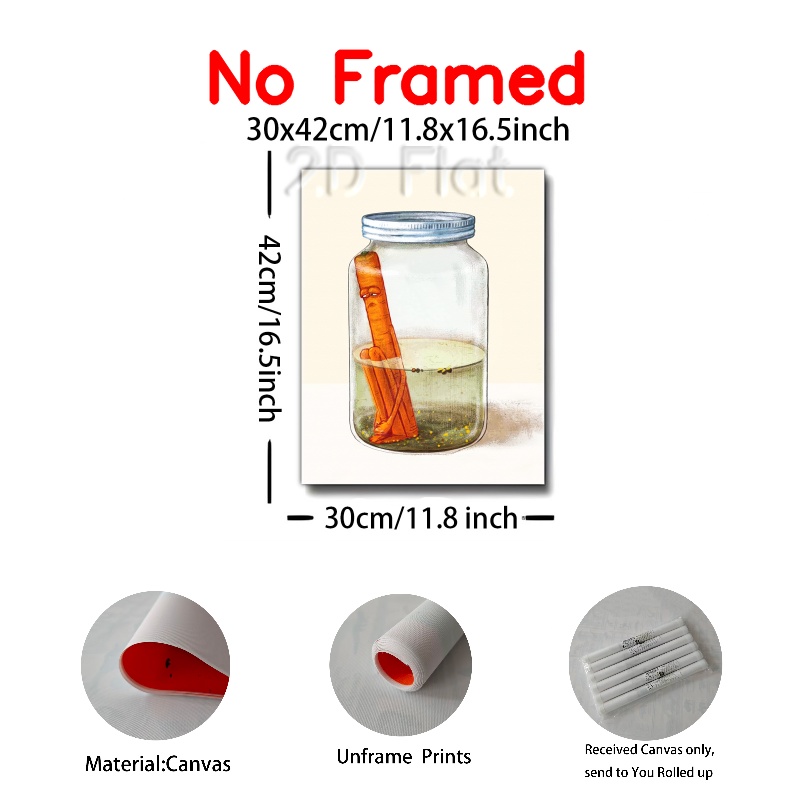 No Framed
30x42cm/11.8x16.5inch
2D Flat
42cm/16.5inch
30cm/11.8 inch
Material:Canvas
Unframe Prints
Received Canvas only,
send to You Rolled up